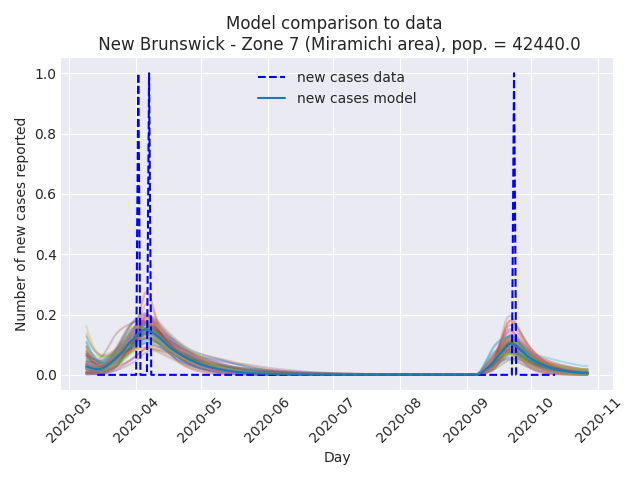 Model comparison to data
New Brunswick - Zone 7 (Miramichi area), pop. = 42440.0
new cases data
new cases model
Number of new cases reported
1.0
0.8
0.6
0.4
0.2
0.0
2020-03
2020-04
2020-05
2020-06
2020-07
2020-08
2020-09
2020-10
2020-11
Day